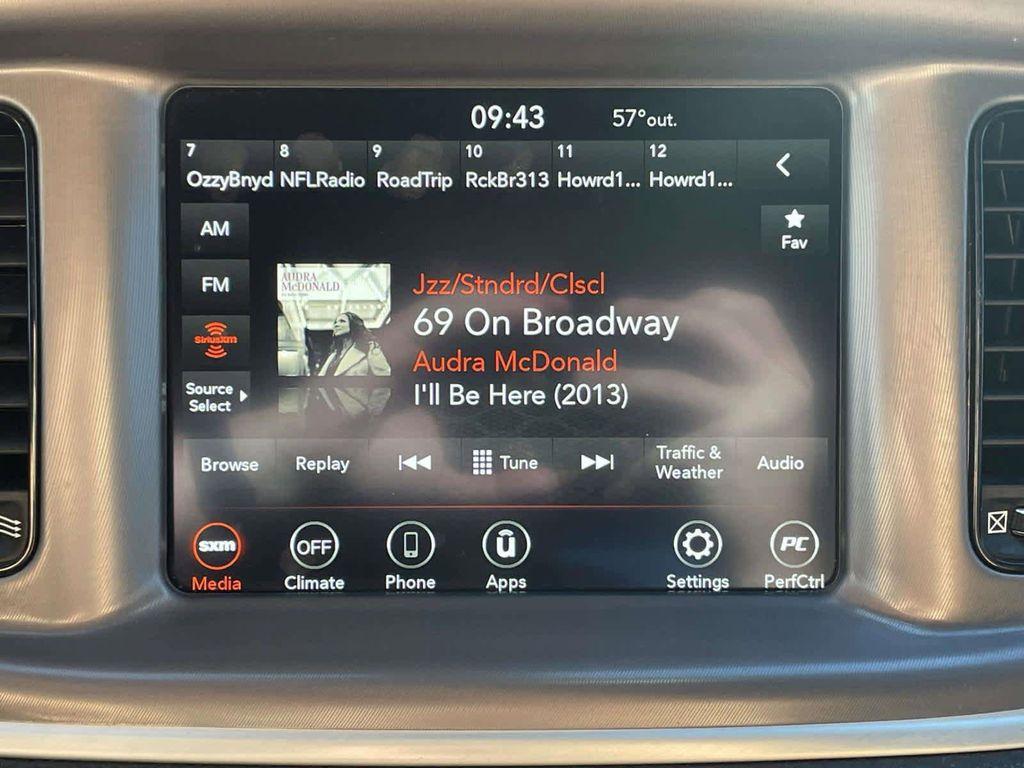 09:43 57°out.
7 8 9 10 11 12
OzzyBnyd NFLRadio RoadTrip RckBr313 Howrd1... Howrd1...
AM
Fav
FM
AUDRA
McDONALD
Jzz/Stndrd/Clscl
69 On Broadway
SiriusXM
Audra McDonald
I'll Be Here (2013)
Source
Select
Browse Replay Tune Traffic & Audio
Weather
sxm OFF ū PC
Media Climate Phone Apps Settings PerfCtrl